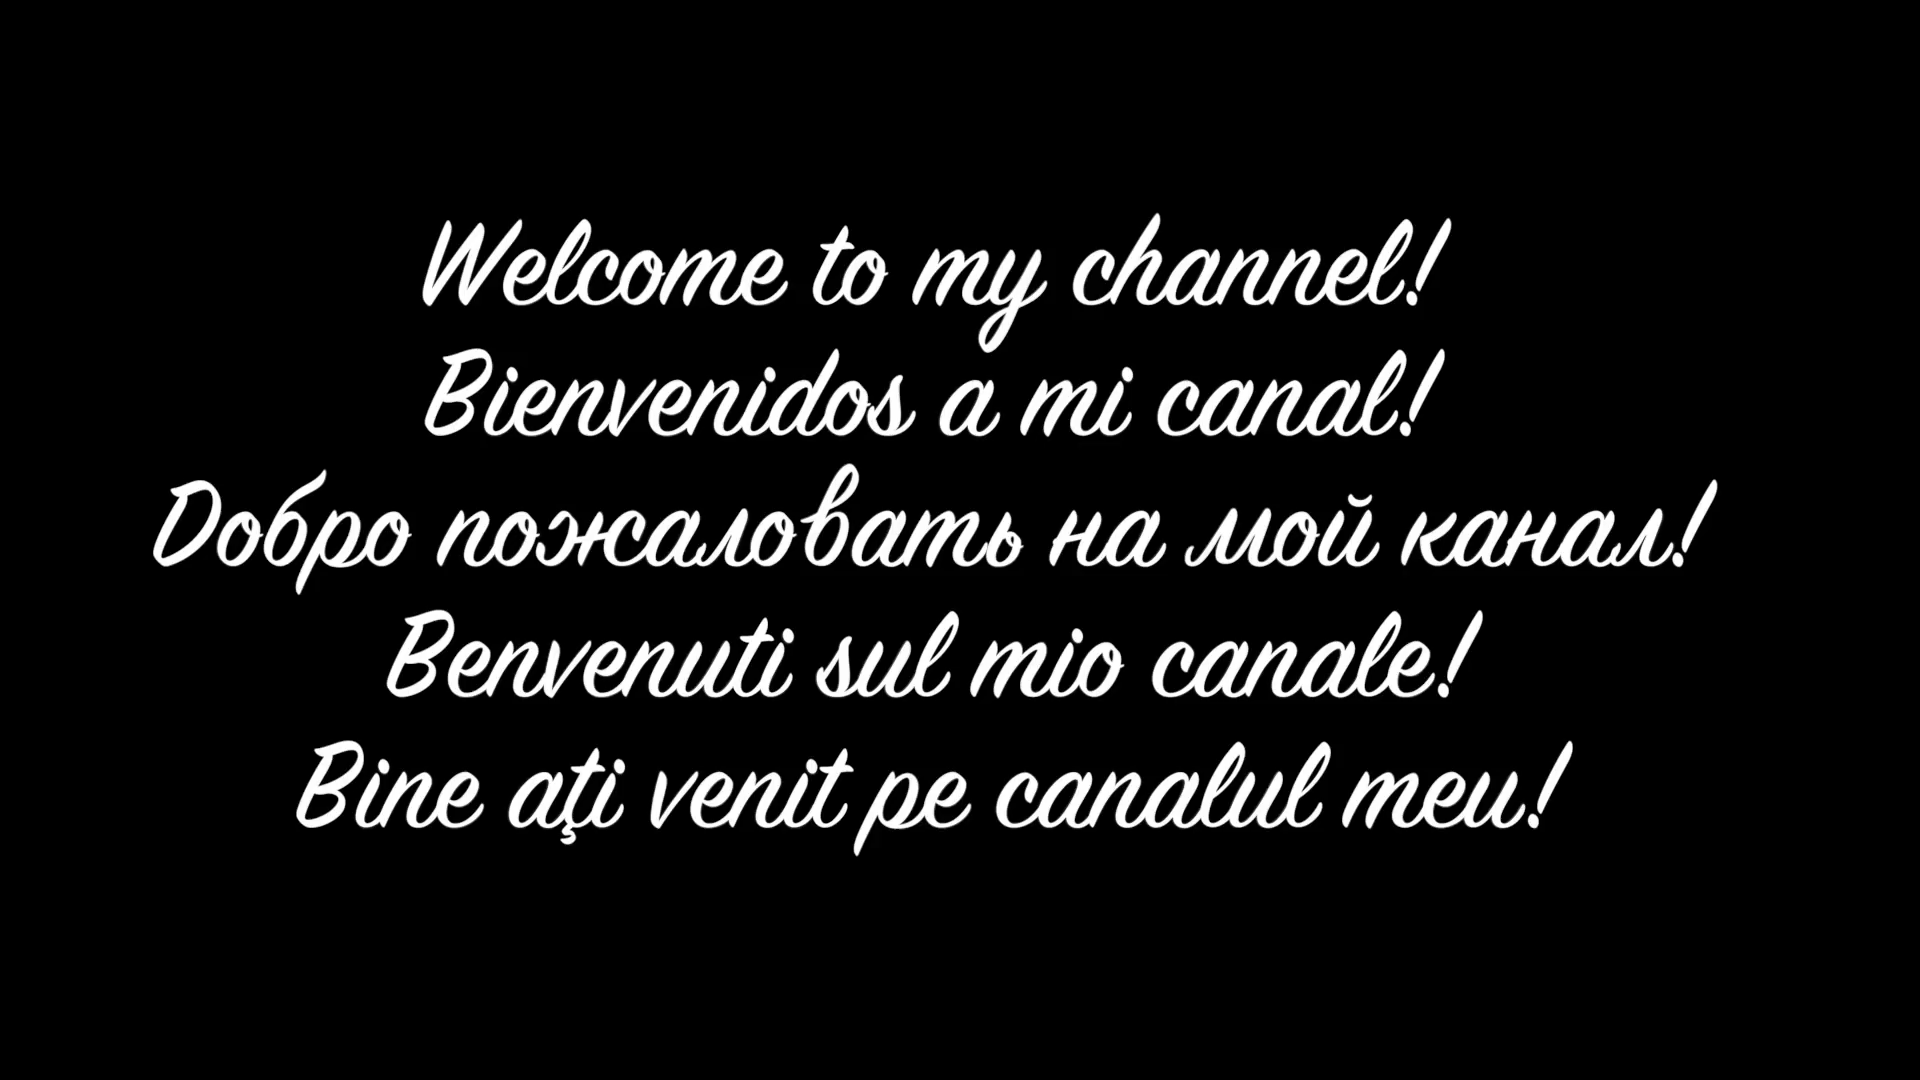 Welcome to my channel!
Bienvenidos a mi canal!
Добро пожаловать на мой канал!
Benvenuti sul mio canale!
Bine aţi venit pe canalul meu!